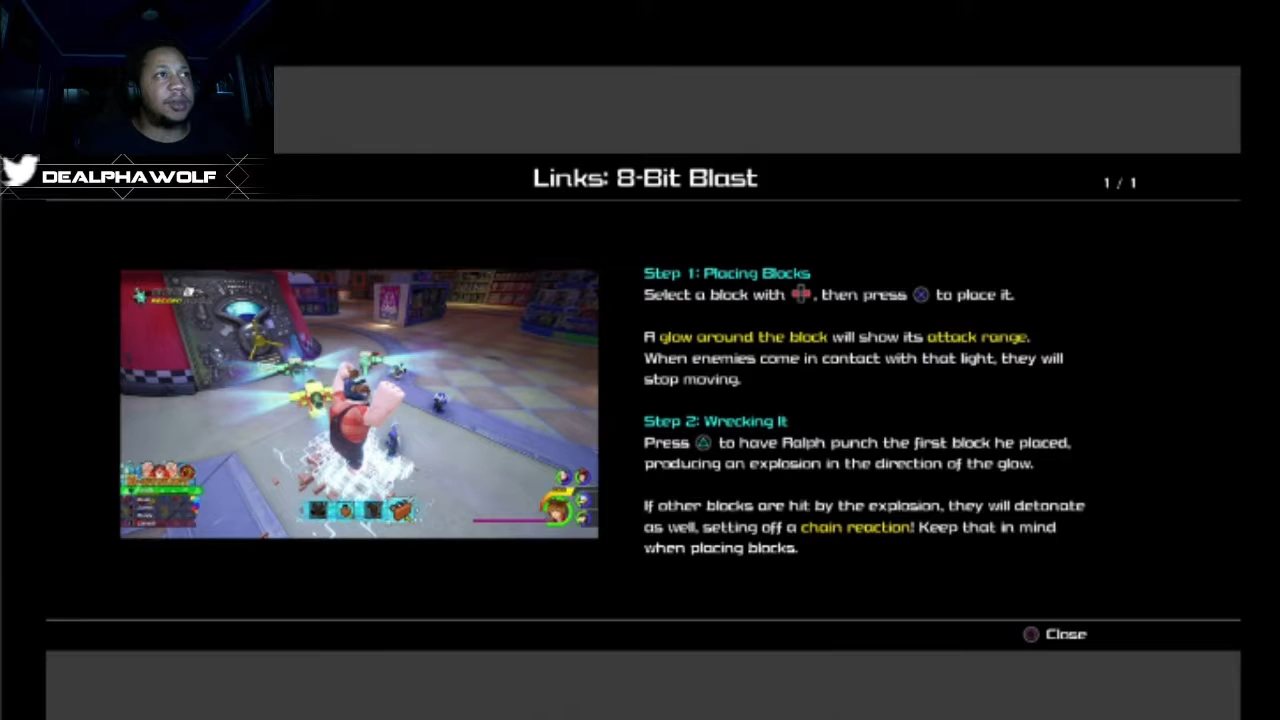 DEALPHAWOLF
Links: 8-Bit Blast
1 / 1
Step 1: Placing Blocks
Select a block with , then press to place it.
A glow around the block will show its attack range.
When enemies come in contact with that light, they will
stop moving.
Step 2: Wrecking It
Press to have Ralph punch the first block he placed,
producing an explosion in the direction of the glow.
If other blocks are hit by the explosion, they will detonate
as well, setting off a chain reaction! Keep that in mind
when placing blocks.
Close